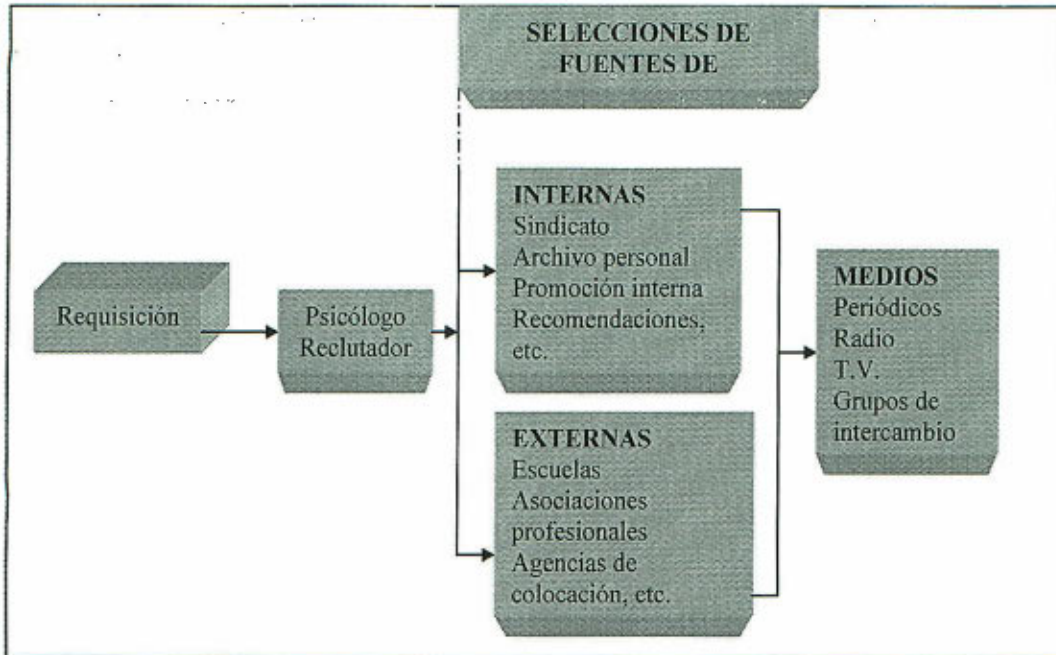 SELECCIONES DE
FUENTES DE
Requisición
Psicólogo
Reclutador
INTERNAS
Sindicato
Archivo personal
Promoción interna
Recomendaciones,
etc.
EXTERNAS
Escuelas
Asociaciones
profesionales
Agencias de
colocación, etc.
MEDIOS
Periódicos
Radio
T.V.
Grupos de
intercambio